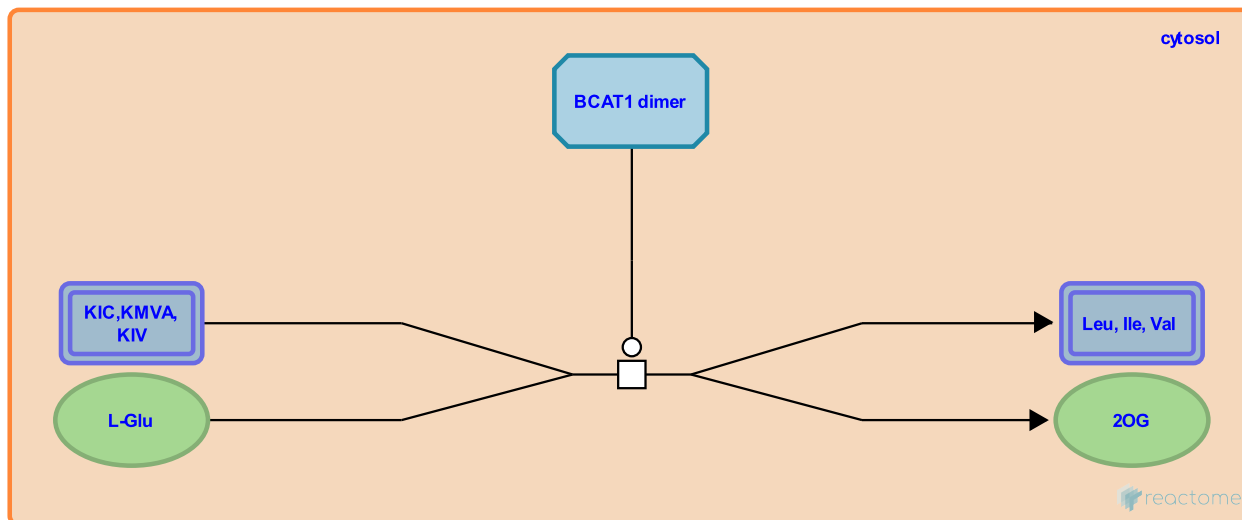 cytosol
BCAT1 dimer
KIC,KMVA,
KIV
Leu, Ile, Val
L-Glu
2OG
reactome